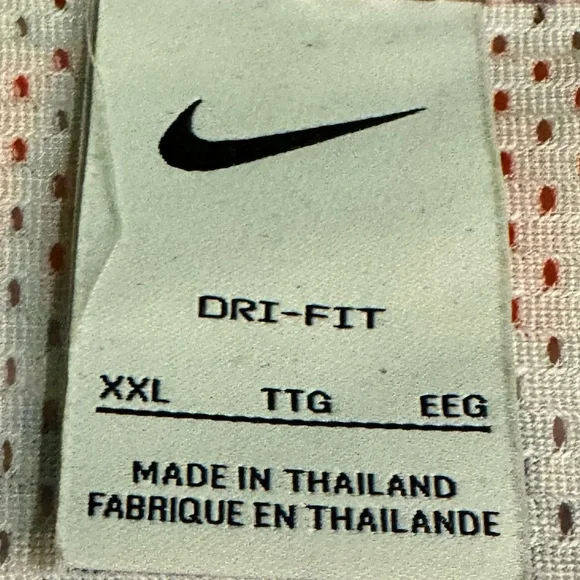 DRI-FIT
XXL TTG EEG
MADE IN THAILAND
FABRIQUE EN THAILANDE